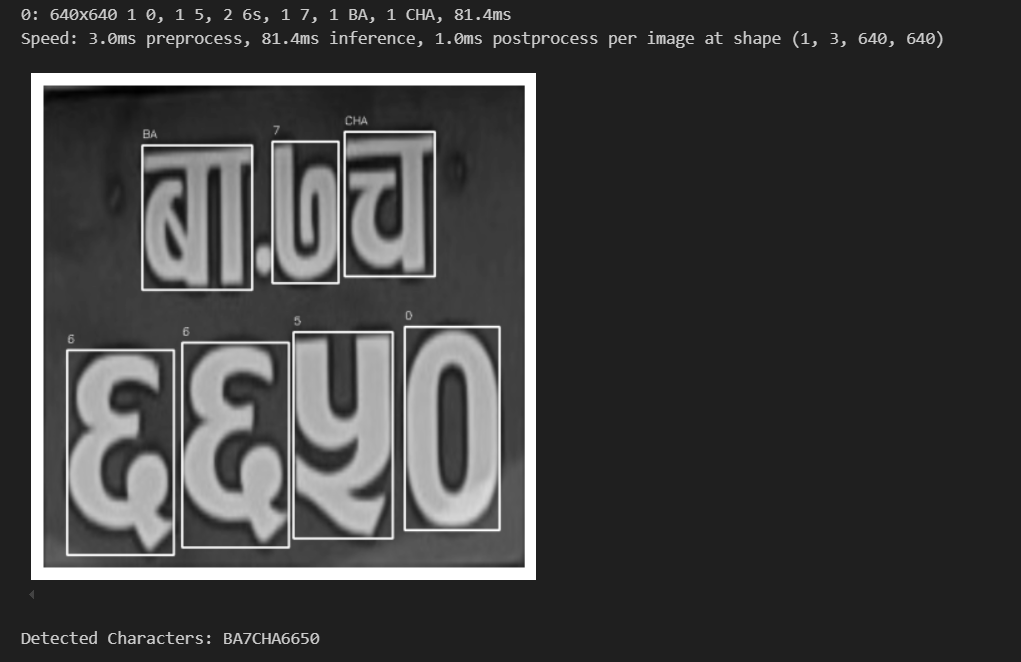 0: 640x640 1 0, 1 5, 2 6s, 1 7, 1 BA, 1 CHA, 81.4ms
Speed: 3.0ms preprocess, 81.4ms inference, 1.0ms postprocess per image at shape (1, 3, 640, 640)
BA 7 CHA
बा.७च
6 6 5 0
६६५०
Detected Characters: BA7CHA6650